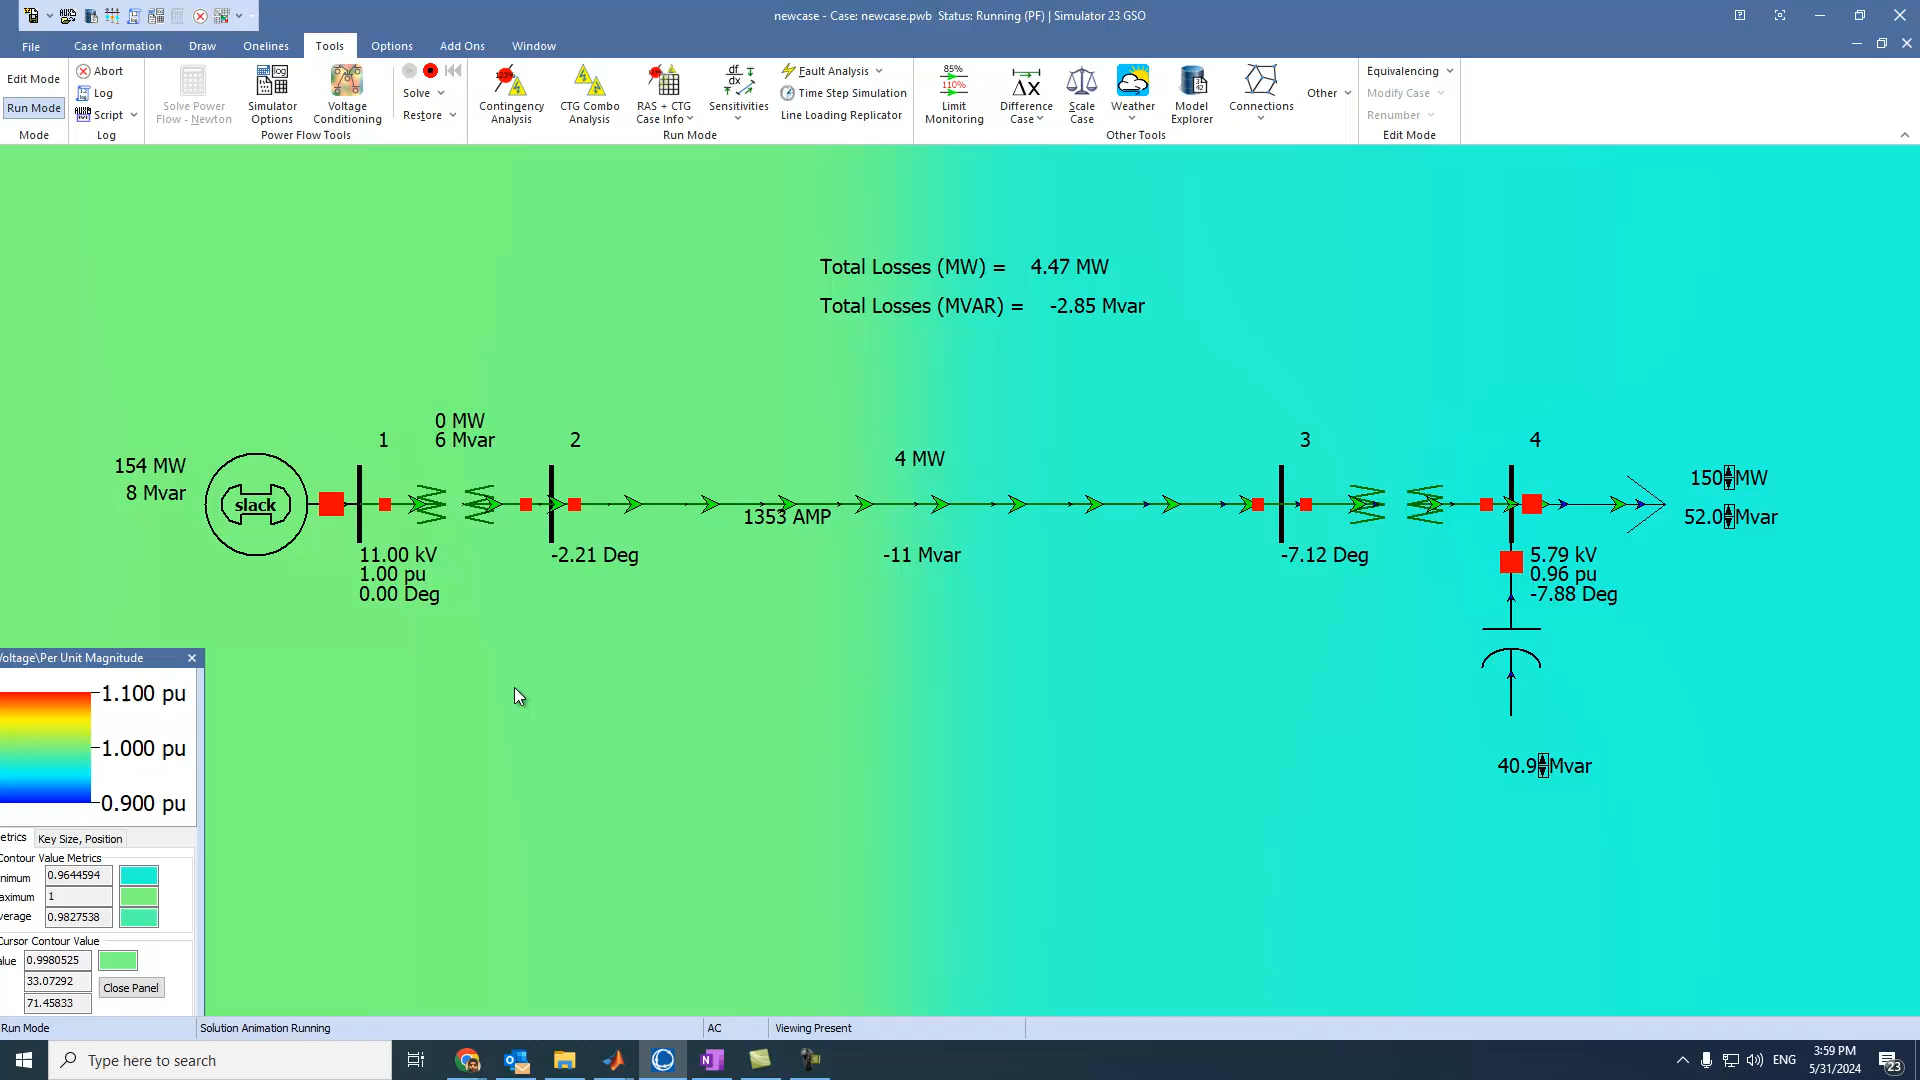 newcase - Case: newcase.pwb Status: Running (PF) | Simulator 23 GSO
File Case Information Draw Onelines Tools Options Add Ons Window
Edit Mode
Run Mode
Mode
Abort
Log
Script
Log
Solve Power Flow - Newton
Simulator Options
Voltage Conditioning
Solve
Restore
Power Flow Tools
Contingency Analysis
CTG Combo Analysis
RAS + CTG Case Info
Sensitivities
Fault Analysis
Time Step Simulation
Line Loading Replicator
Run Mode
85%
110%
Limit Monitoring
Difference Case
Scale Case
Weather
Model Explorer
Connections
Other
Other Tools
Equivalencing
Modify Case
Renumber
Edit Mode
Total Losses (MW) = 4.47 MW
Total Losses (MVAR) = -2.85 Mvar
154 MW
8 Mvar
slack
1
11.00 kV
1.00 pu
0.00 Deg
0 MW
6 Mvar
2
-2.21 Deg
4 MW
1353 AMP
-11 Mvar
3
-7.12 Deg
4
5.79 kV
0.96 pu
-7.88 Deg
150 MW
52.0 Mvar
40.9 Mvar
oltage\Per Unit Magnitude
1.100 pu
1.000 pu
0.900 pu
etrics Key Size, Position
Contour Value Metrics
nimum 0.9644594
aximum 1
verage 0.9827538
Cursor Contour Value
alue 0.9980525
33.07292
71.45833
Close Panel
Run Mode Solution Animation Running AC Viewing Present
Type here to search
ENG
3:59 PM
5/31/2024
23